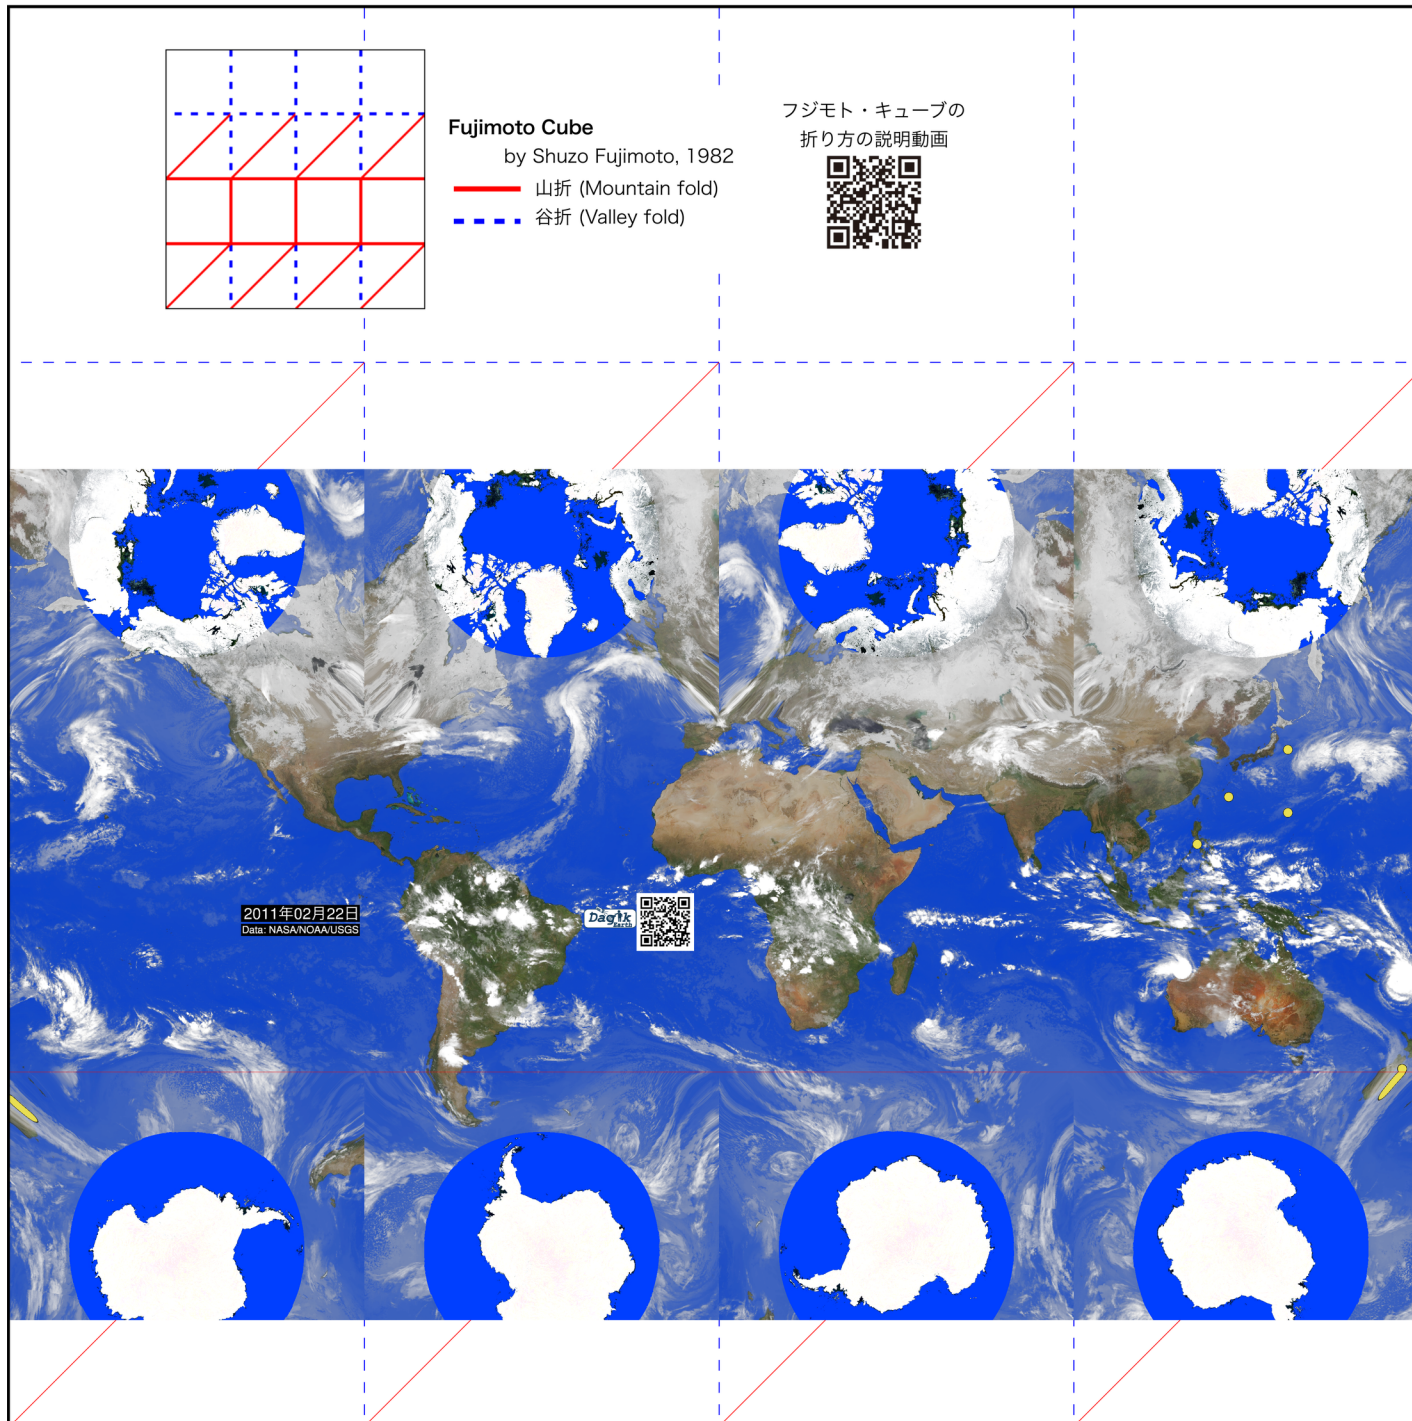 Fujimoto Cube
by Shuzo Fujimoto, 1982
山折 (Mountain fold)
谷折 (Valley fold)
フジモト・キューブの
折り方の説明動画
2011年02月22日
Data: NASA/NOAA/USGS
Dagik
Earth